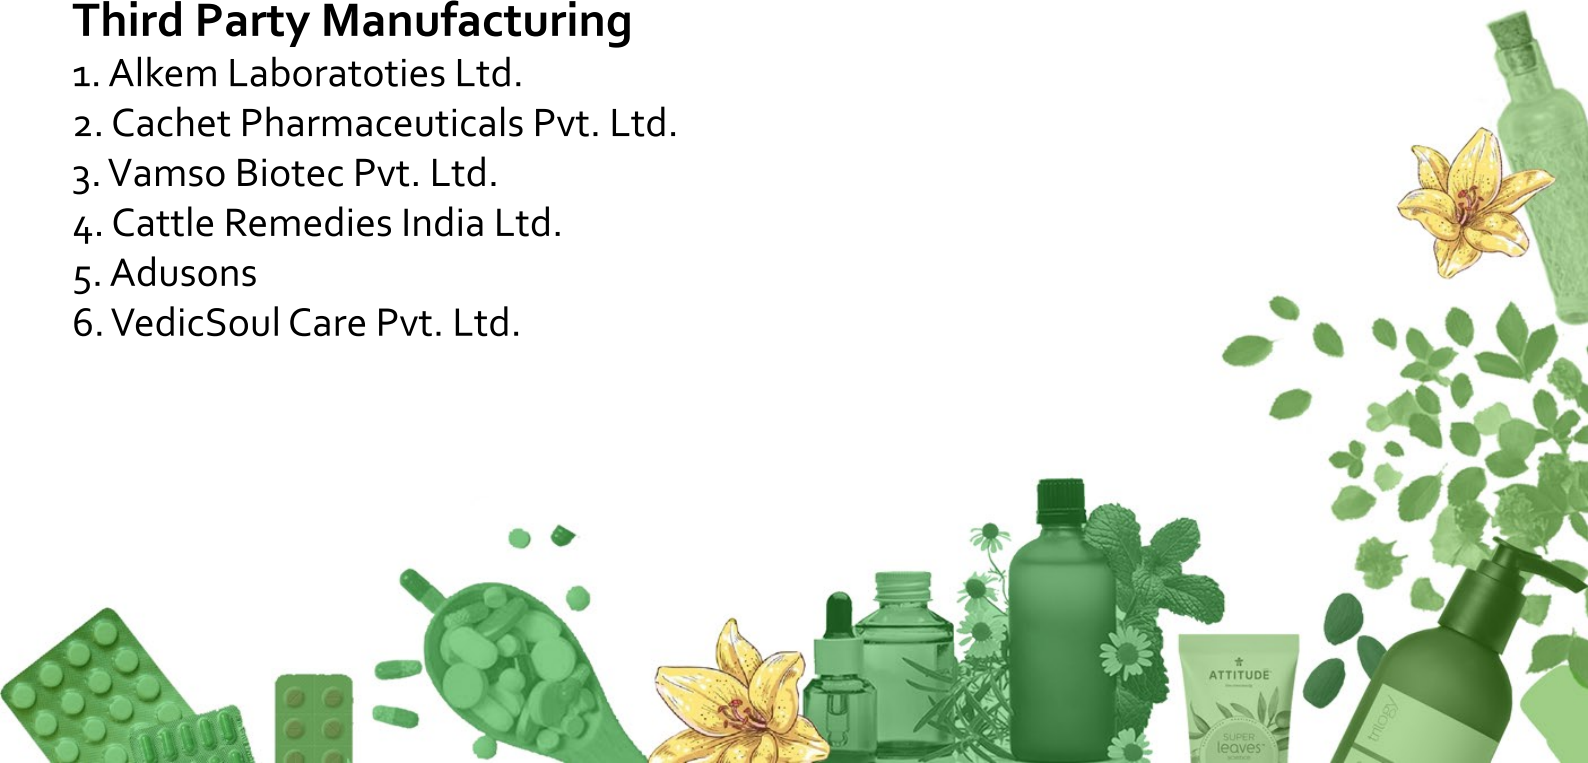 Third Party Manufacturing
1. Alkem Laboratoties Ltd.
2. Cachet Pharmaceuticals Pvt. Ltd.
3. Vamso Biotec Pvt. Ltd.
4. Cattle Remedies India Ltd.
5. Adusons
6. VedicSoul Care Pvt. Ltd.
ATTITUDE
SUPER
leaves
trilogy